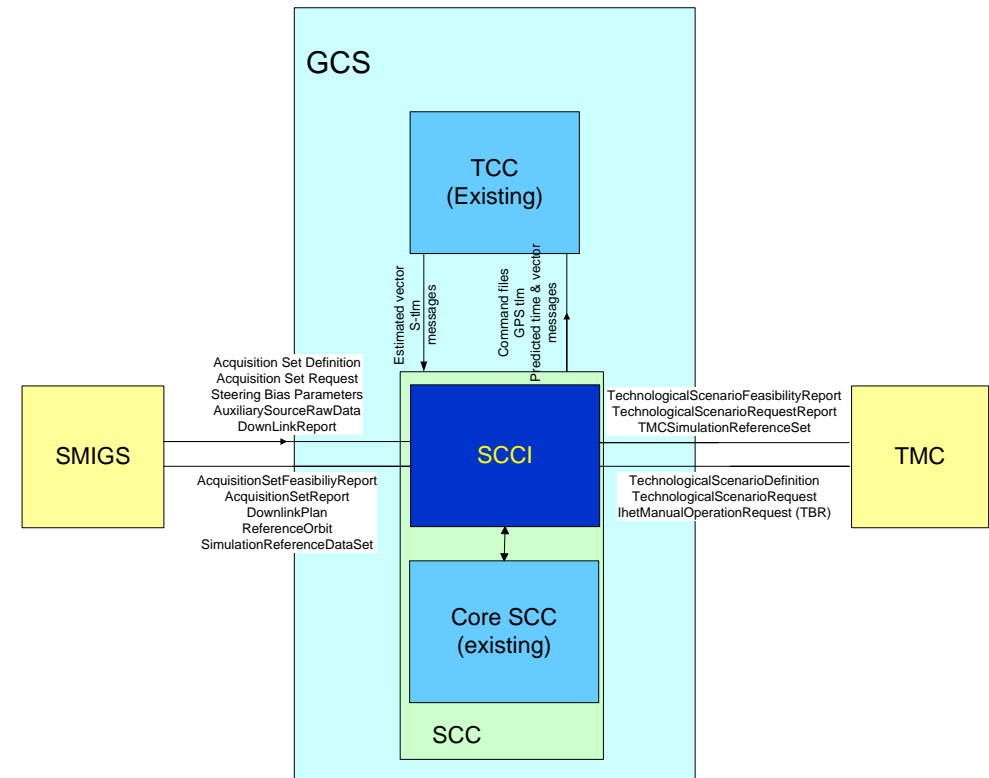 GCS
TCC
(Existing)
Estimated vector
S-tlm
messages
Command files
GPS tlm
Predicted time & vector
messages
Acquisition Set Definition
Acquisition Set Request
Steering Bias Parameters
AuxiliarySourceRawData
DownLinkReport
SMIGS
AcquisitionSetFeasibiliyReport
AcquisitionSetReport
DownlinkPlan
ReferenceOrbit
SimulationReferenceDataSet
SCCI
TechnologicalScenarioFeasibilityReport
TechnologicalScenarioRequestReport
TMCSimulationReferenceSet
TMC
TechnologicalScenarioDefinition
TechnologicalScenarioRequest
IhetManualOperationRequest (TBR)
Core SCC
(existing)
SCC